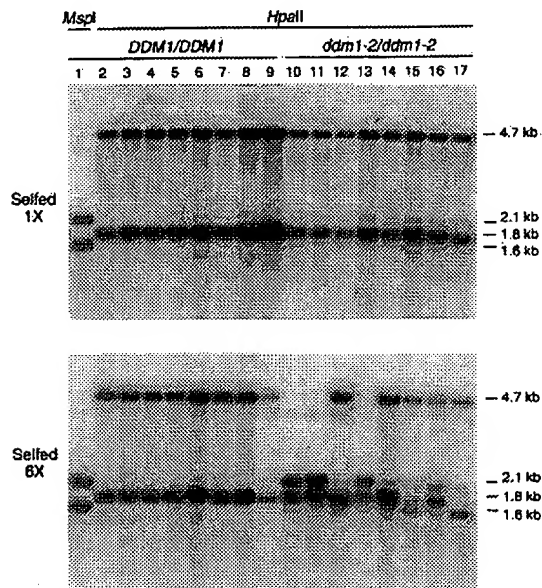 MspI HpaII
DDM1/DDM1 ddm1-2/ddm1-2
1 2 3 4 5 6 7 8 9 10 11 12 13 14 15 16 17
Selfed
1X
4.7 kb
2.1 kb
1.8 kb
1.6 kb
Selfed
6X
4.7 kb
2.1 kb
1.8 kb
1.6 kb